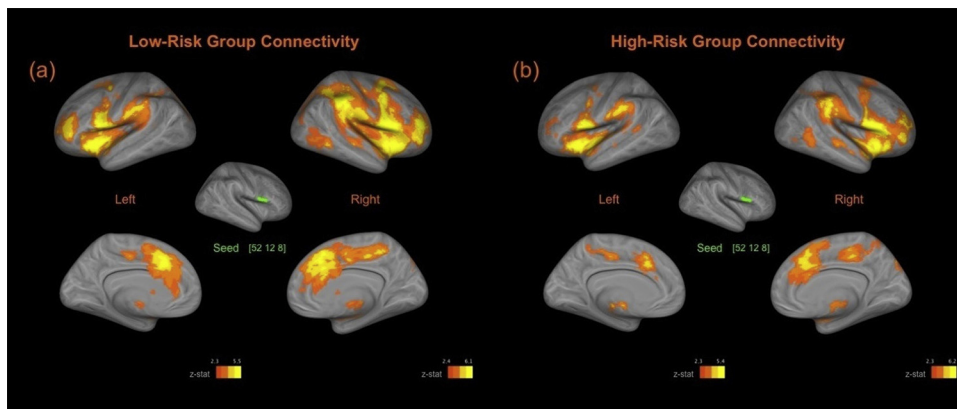 Low-Risk Group Connectivity
(a)
Left
Right
Seed [52 12 8]
z-stat
2.3 5.5
z-stat
2.4 6.1
High-Risk Group Connectivity
(b)
Left
Right
Seed [52 12 8]
z-stat
2.3 5.4
z-stat
2.3 6.2